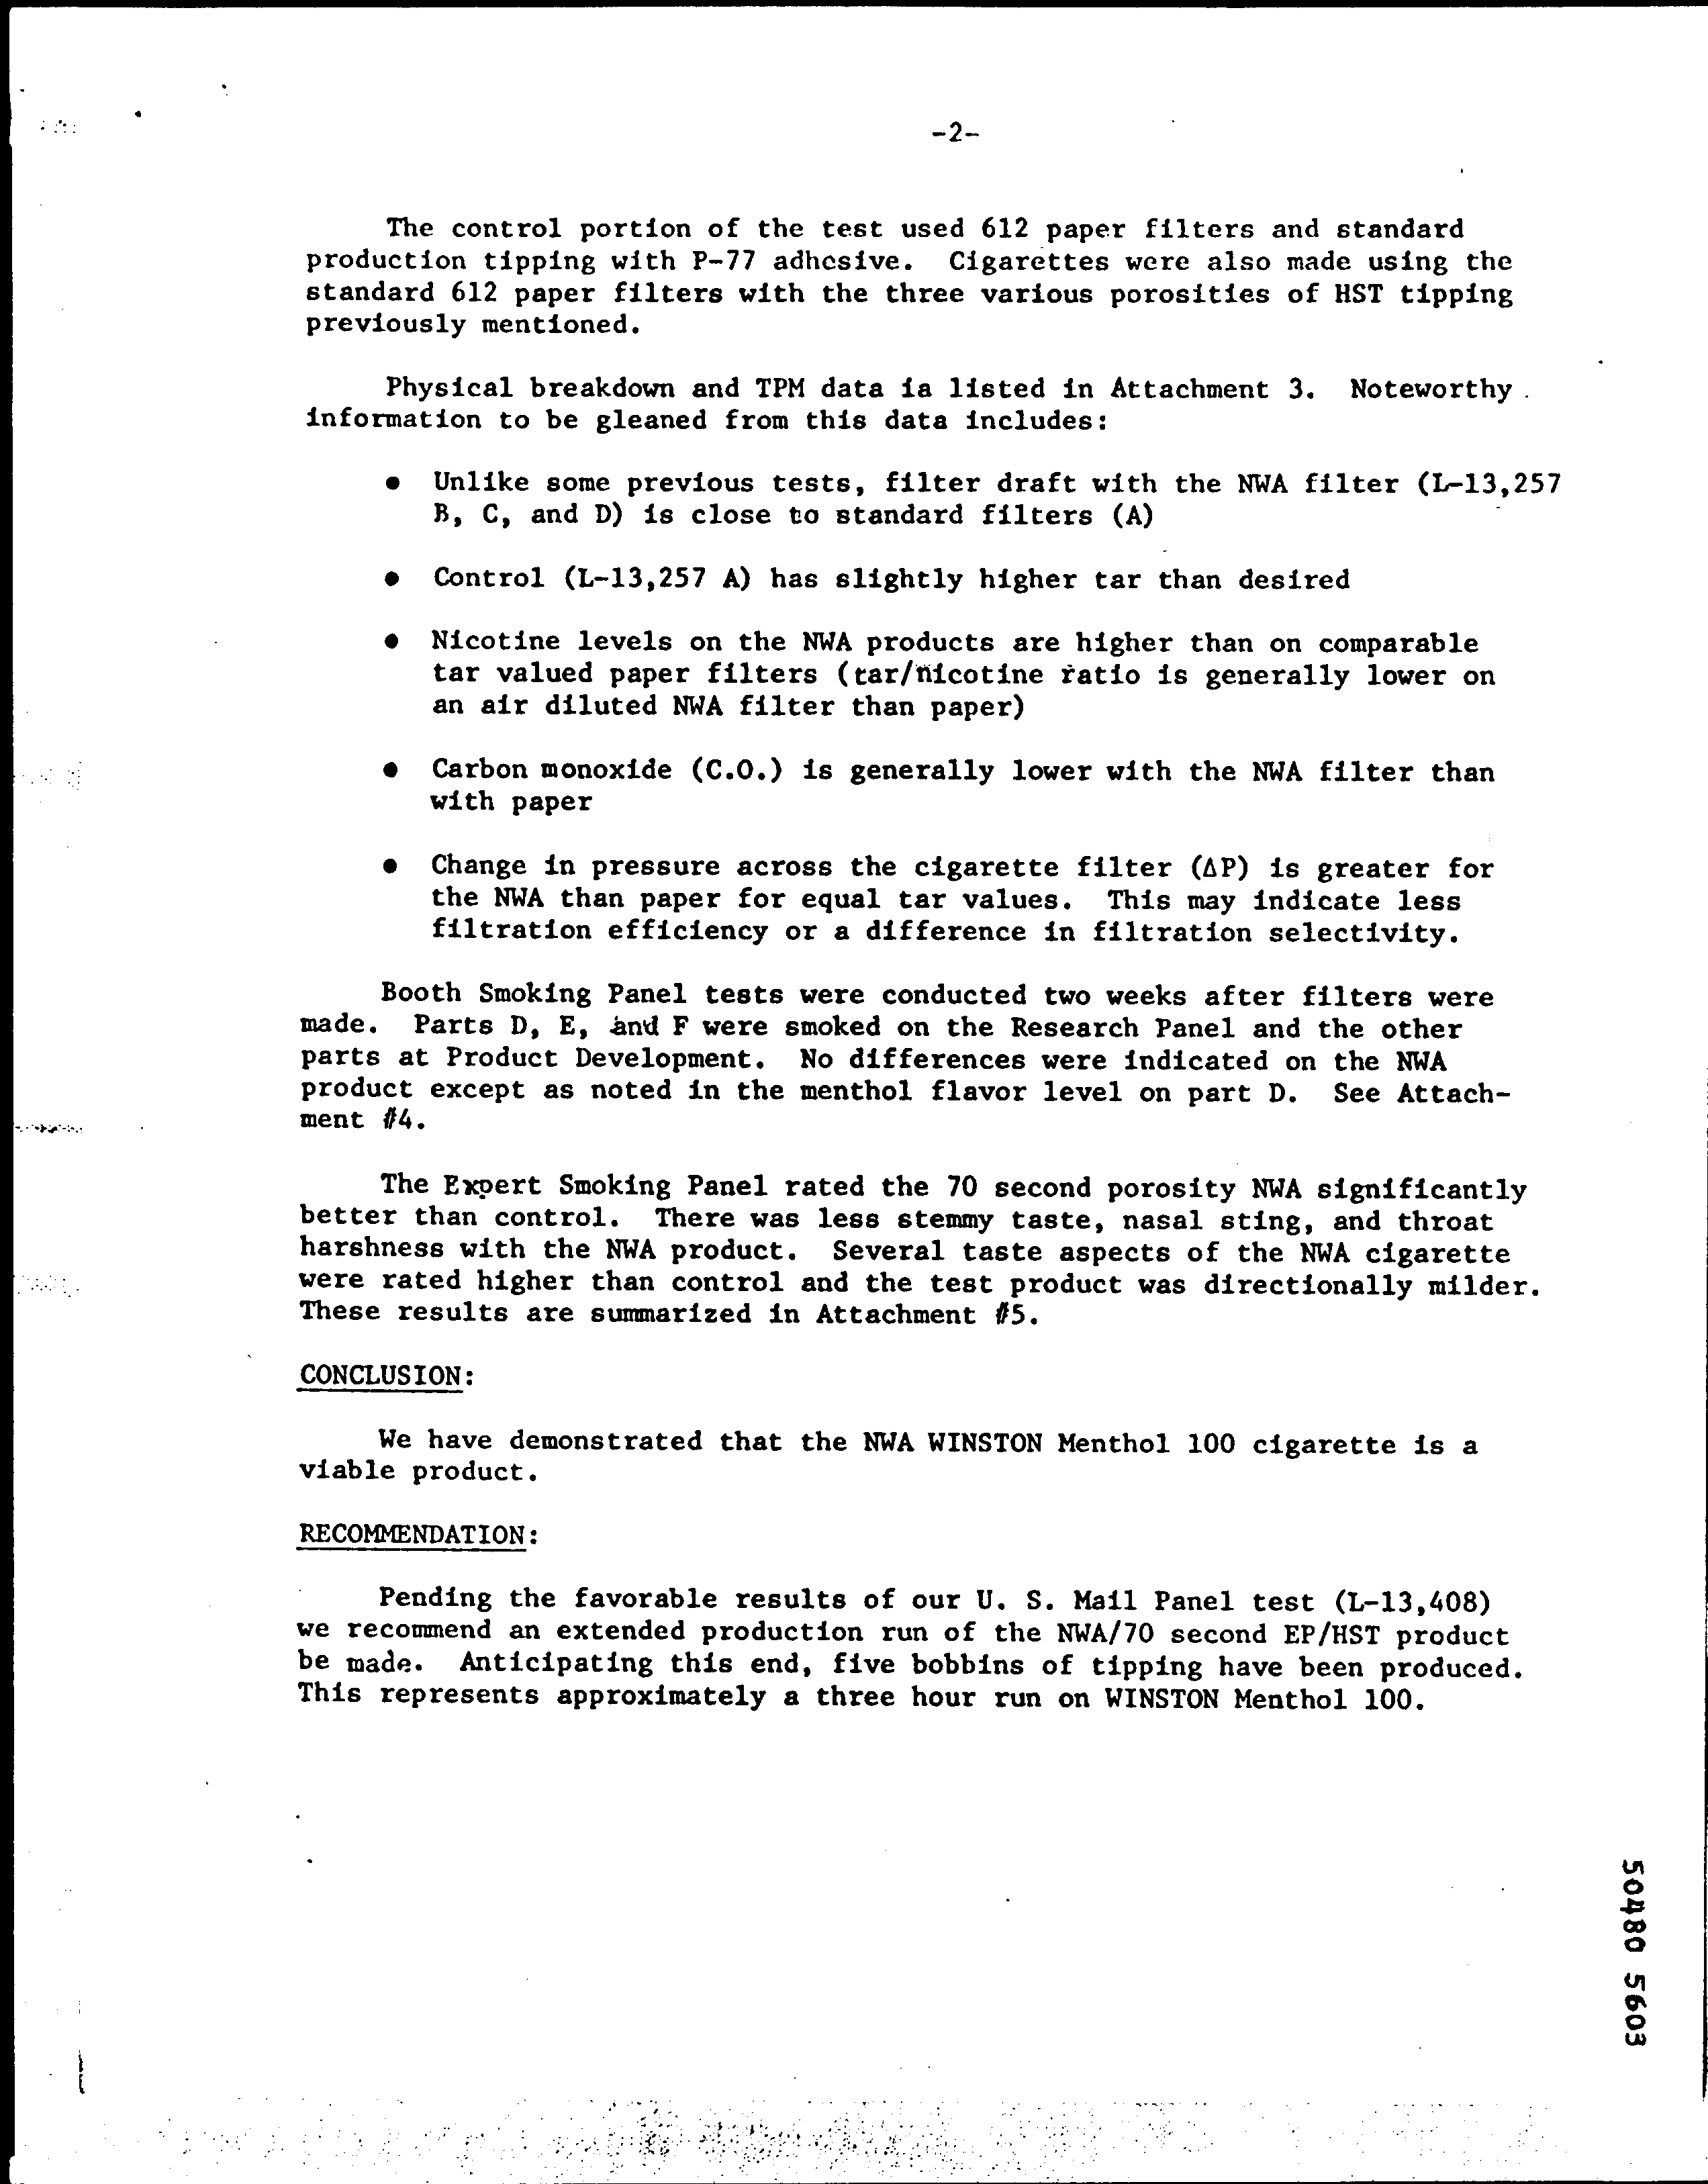 -2-
The control portion of the test used 612 paper filters and standard
production tipping with P-77 adhesive. Cigarettes were also made using the
standard 612 paper filters with the three various porosities of HST tipping
previously mentioned.
Physical breakdown and TPM data ia listed in Attachment 3. Noteworthy
information to be gleaned from this data includes:
• Unlike some previous tests, filter draft with the NWA filter (L-13,257
B, C, and D) is close to standard filters (A)
• Control (L-13,257 A) has slightly higher tar than desired
• Nicotine levels on the NWA products are higher than on comparable
tar valued paper filters (tar/nicotine ratio is generally lower on
an air diluted NWA filter than paper)
• Carbon monoxide (C.O.) is generally lower with the NWA filter than
with paper
• Change in pressure across the cigarette filter (ΔP) is greater for
the NWA than paper for equal tar values. This may indicate less
filtration efficiency or a difference in filtration selectivity.
Booth Smoking Panel tests were conducted two weeks after filters were
made. Parts D, E, and F were smoked on the Research Panel and the other
parts at Product Development. No differences were indicated on the NWA
product except as noted in the menthol flavor level on part D. See Attach-
ment #4.
The Expert Smoking Panel rated the 70 second porosity NWA significantly
better than control. There was less stemmy taste, nasal sting, and throat
harshness with the NWA product. Several taste aspects of the NWA cigarette
were rated higher than control and the test product was directionally milder.
These results are summarized in Attachment #5.
CONCLUSION:
We have demonstrated that the NWA WINSTON Menthol 100 cigarette is a
viable product.
RECOMMENDATION:
Pending the favorable results of our U. S. Mail Panel test (L-13,408)
we recommend an extended production run of the NWA/70 second EP/HST product
be made. Anticipating this end, five bobbins of tipping have been produced.
This represents approximately a three hour run on WINSTON Menthol 100.
50480 5603